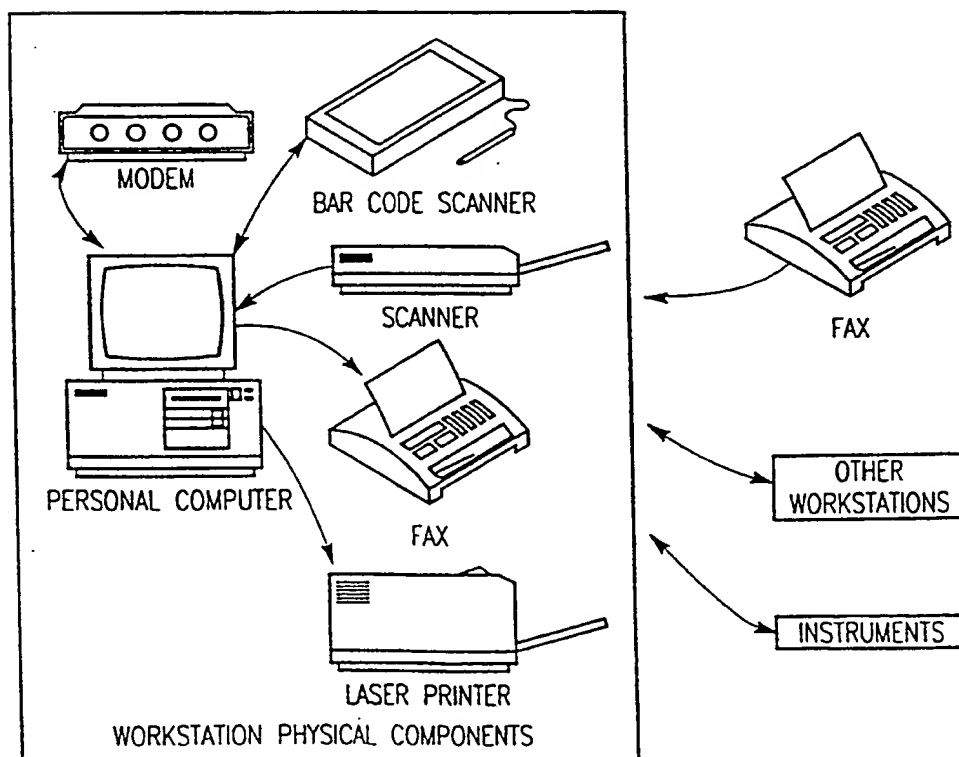 MODEM
BAR CODE SCANNER
SCANNER
FAX
PERSONAL COMPUTER
FAX
OTHER
WORKSTATIONS
INSTRUMENTS
LASER PRINTER
WORKSTATION PHYSICAL COMPONENTS